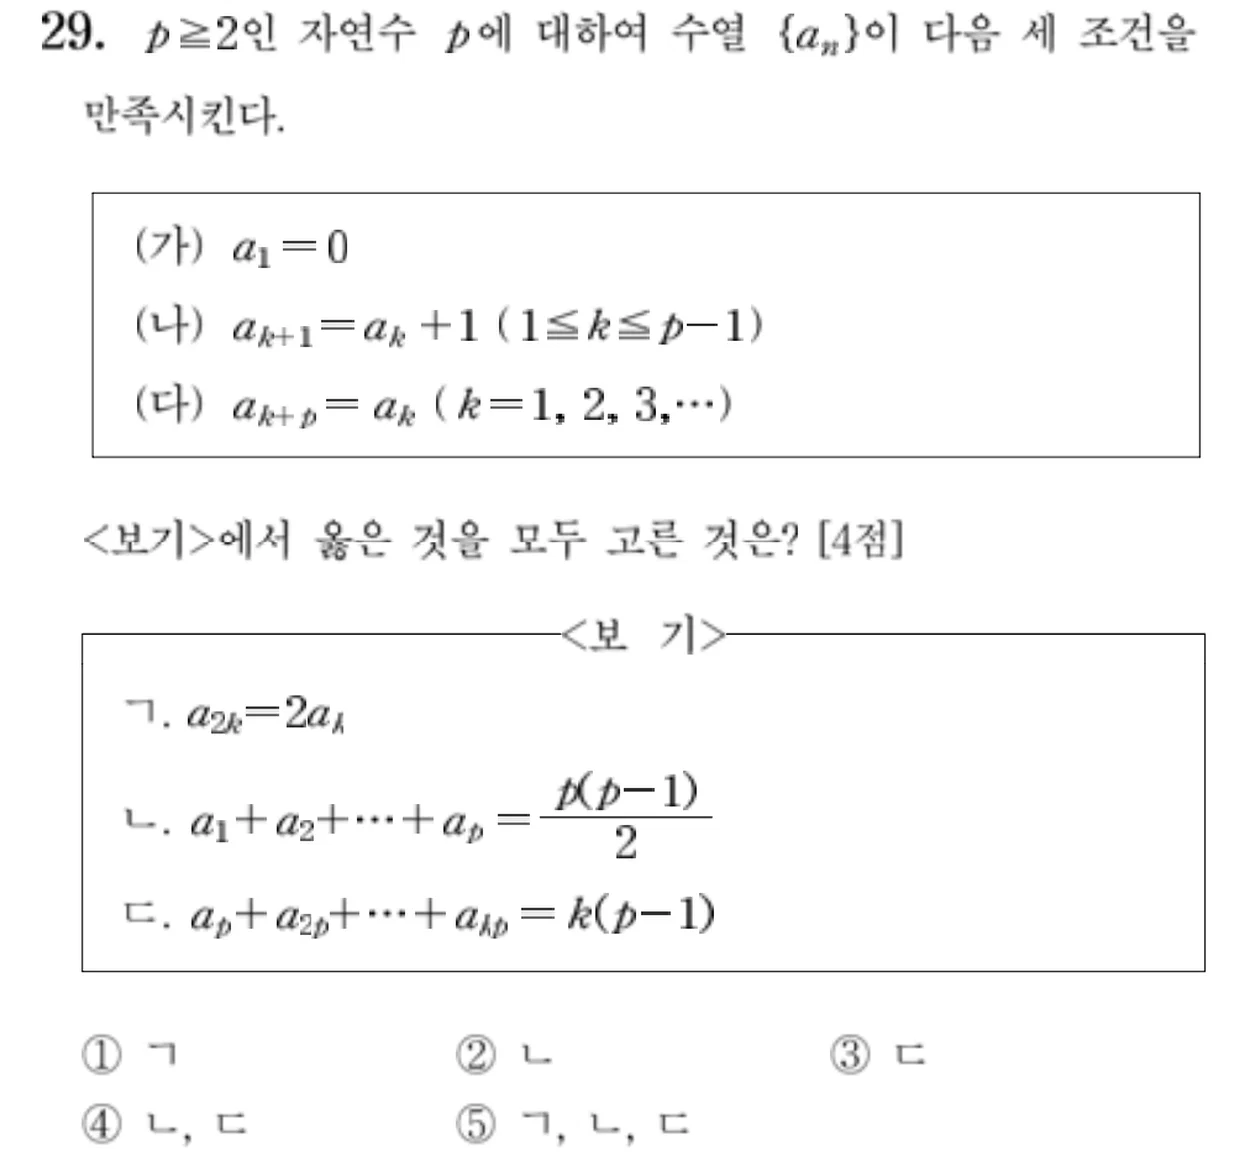 29. p≧2인 자연수 p에 대하여 수열 {aₙ}이 다음 세 조건을
만족시킨다.
(가) a₁=0
(나) aₖ₊₁=aₖ+1 (1≦k≦p−1)
(다) aₖ₊ₚ=aₖ (k=1, 2, 3,⋯)
<보기>에서 옳은 것을 모두 고른 것은? [4점]
<보 기>
ㄱ. a₂ₖ=2aₖ
ㄴ. a₁+a₂+⋯+aₚ=p(p−1)/2
ㄷ. aₚ+a₂ₚ+⋯+aₖₚ=k(p−1)
① ㄱ ② ㄴ ③ ㄷ
④ ㄴ, ㄷ ⑤ ㄱ, ㄴ, ㄷ